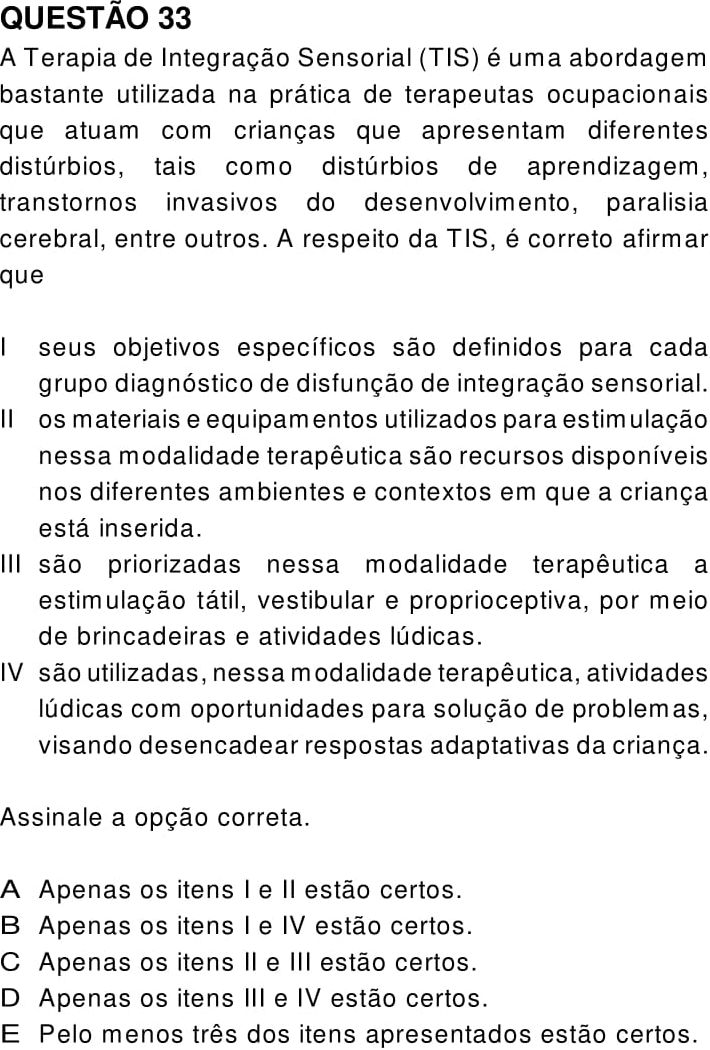 QUESTÃO 33
A Terapia de Integração Sensorial (TIS) é uma abordagem
bastante utilizada na prática de terapeutas ocupacionais
que atuam com crianças que apresentam diferentes
distúrbios, tais como distúrbios de aprendizagem,
transtornos invasivos do desenvolvimento, paralisia
cerebral, entre outros. A respeito da TIS, é correto afirmar
que
I seus objetivos específicos são definidos para cada
grupo diagnóstico de disfunção de integração sensorial.
II os materiais e equipamentos utilizados para estimulação
nessa modalidade terapêutica são recursos disponíveis
nos diferentes ambientes e contextos em que a criança
está inserida.
III são priorizadas nessa modalidade terapêutica a
estimulação tátil, vestibular e proprioceptiva, por meio
de brincadeiras e atividades lúdicas.
IV são utilizadas, nessa modalidade terapêutica, atividades
lúdicas com oportunidades para solução de problemas,
visando desencadear respostas adaptativas da criança.
Assinale a opção correta.
A Apenas os itens I e II estão certos.
B Apenas os itens I e IV estão certos.
C Apenas os itens II e III estão certos.
D Apenas os itens III e IV estão certos.
E Pelo menos três dos itens apresentados estão certos.